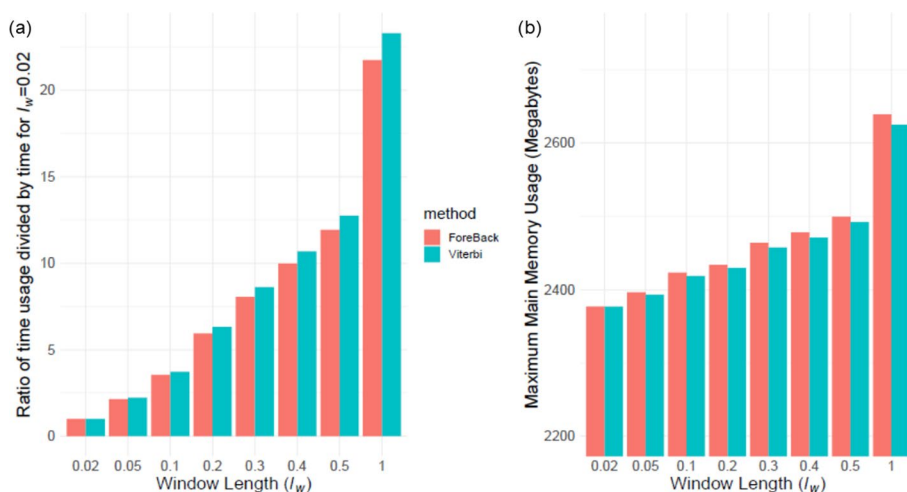 (a)
Ratio of time usage divided by time for l_w=0.02
20
15
10
5
0
0.02 0.05 0.1 0.2 0.3 0.4 0.5 1
Window Length (l_w)
method
ForeBack
Viterbi
(b)
Maximum Main Memory Usage (Megabytes)
2600
2400
2200
0.02 0.05 0.1 0.2 0.3 0.4 0.5 1
Window Length (l_w)